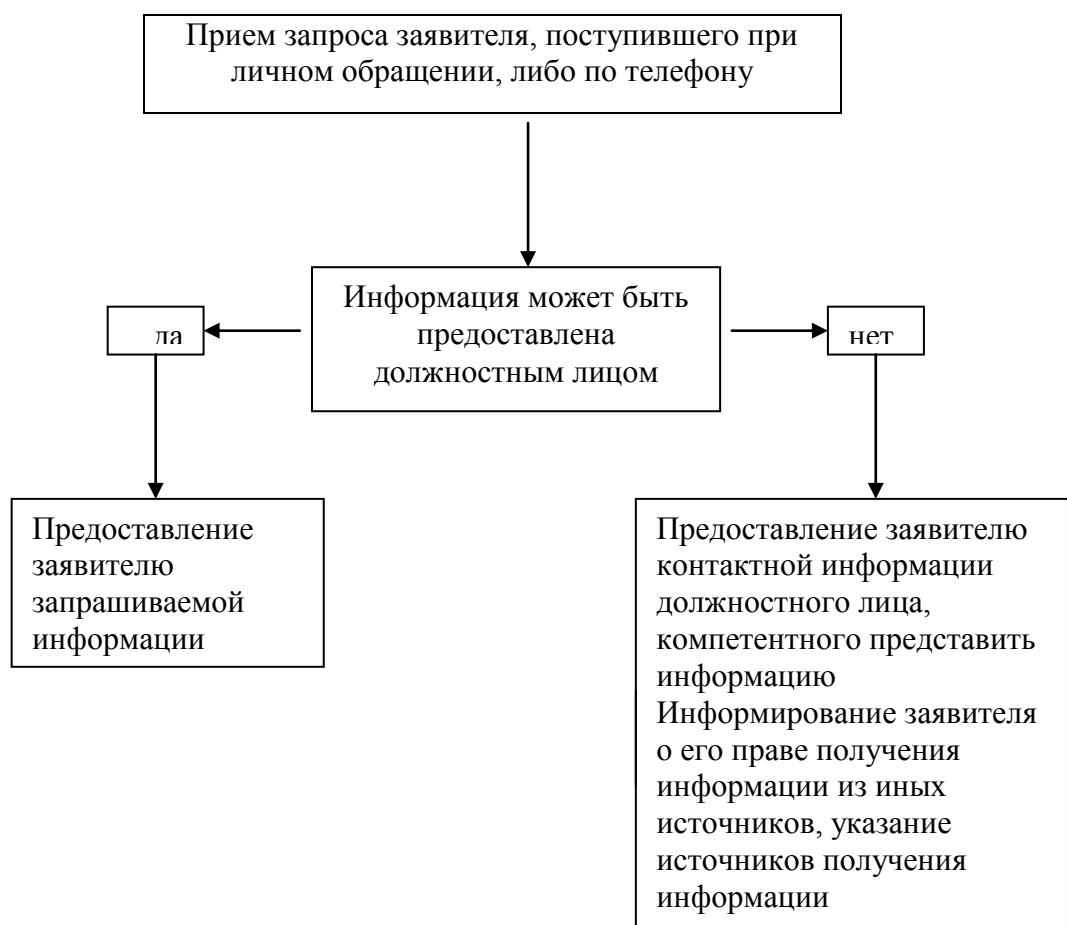 Прием запроса заявителя, поступившего при
личном обращении, либо по телефону
Информация может быть
предоставлена
должностным лицом
да
нет
Предоставление
заявителю
запрашиваемой
информации
Предоставление заявителю
контактной информации
должностного лица,
компетентного представить
информацию
Информирование заявителя
о его праве получения
информации из иных
источников, указание
источников получения
информации